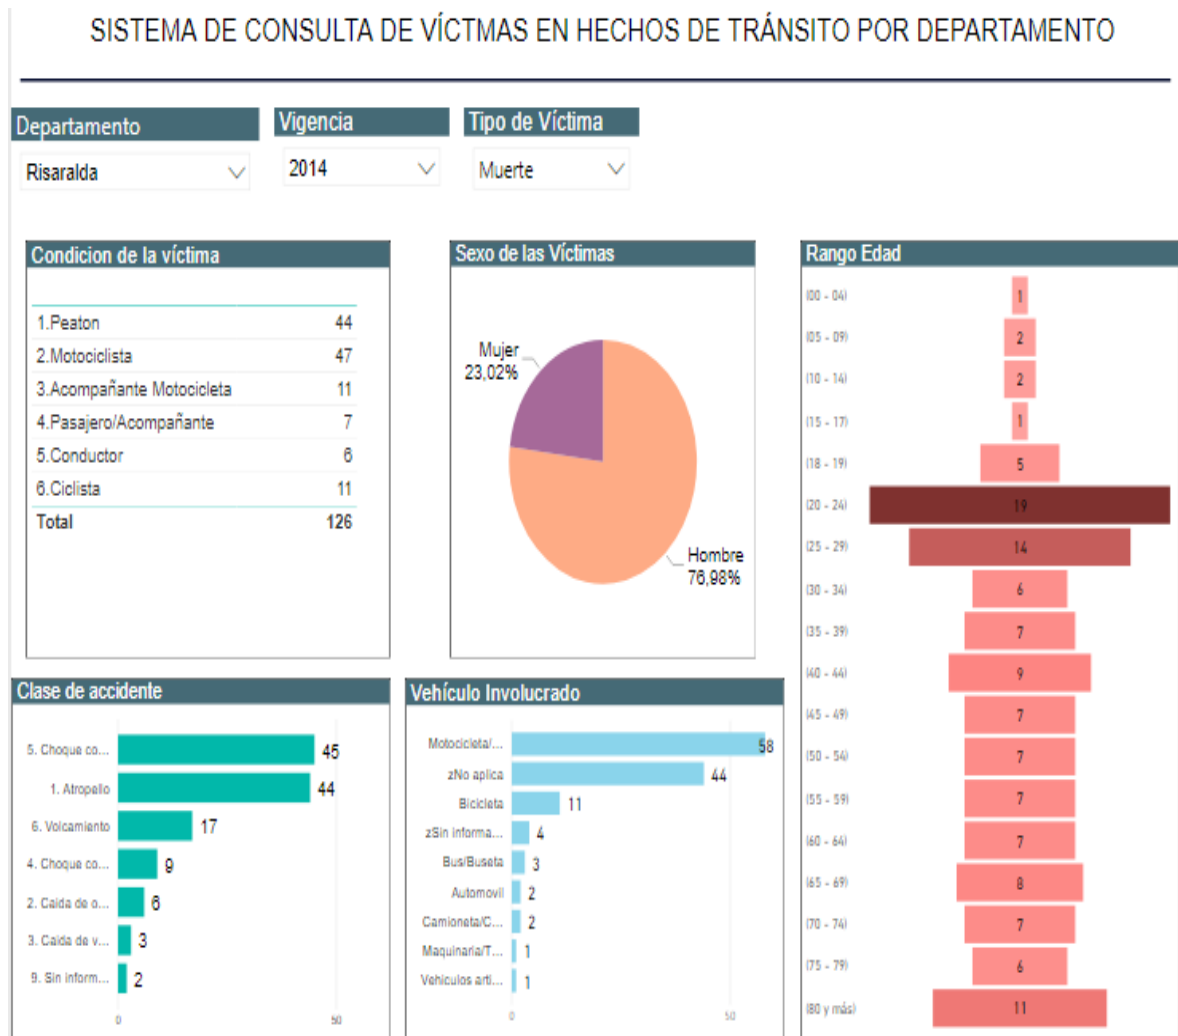 SISTEMA DE CONSULTA DE VÍCTMAS EN HECHOS DE TRÁNSITO POR DEPARTAMENTO
Departamento
Risaralda
Vigencia
2014
Tipo de Víctima
Muerte
Condicion de la víctima
1.Peaton 44
2.Motociclista 47
3.Acompañante Motocicleta 11
4.Pasajero/Acompañante 7
5.Conductor 6
6.Ciclista 11
Total 126
Sexo de las Víctimas
Mujer
23,02%
Hombre
76,98%
Rango Edad
(00 - 04) 1
(05 - 09) 2
(10 - 14) 2
(15 - 17) 1
(18 - 19) 5
(20 - 24) 19
(25 - 29) 14
(30 - 34) 6
(35 - 39) 7
(40 - 44) 9
(45 - 49) 7
(50 - 54) 7
(55 - 59) 7
(60 - 64) 7
(65 - 69) 8
(70 - 74) 7
(75 - 79) 6
(80 y más) 11
Clase de accidente
5. Choque co... 45
1. Atropello 44
6. Volcamiento 17
4. Choque co... 9
2. Caida de o... 6
3. Caida de v... 3
9. Sin inform... 2
0 50
Vehículo Involucrado
Motocicleta/... 58
zNo aplica 44
Bicicleta 11
zSin informa... 4
Bus/Buseta 3
Automovil 2
Camioneta/C... 2
Maquinaria/T... 1
Vehiculos arti... 1
0 50